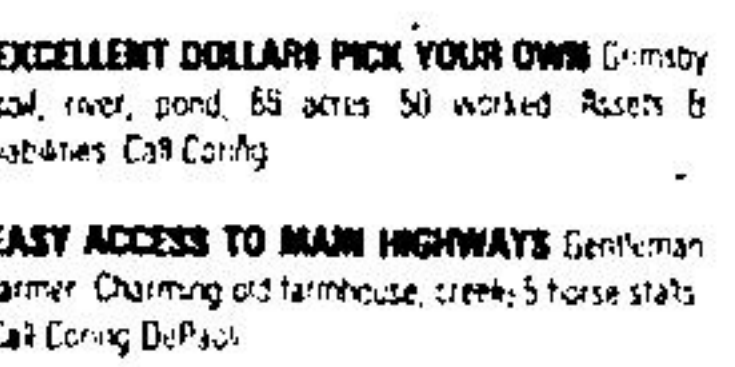 EXCELLENT DOLLARS PICK YOUR OWN Grimsby
soil, river, pond, 65 acres 50 worked Assets &
Call
EASY ACCESS TO MAIN HIGHWAYS Gentleman
farmer Charming old farmhouse, creek, 5 horse stalls
Call